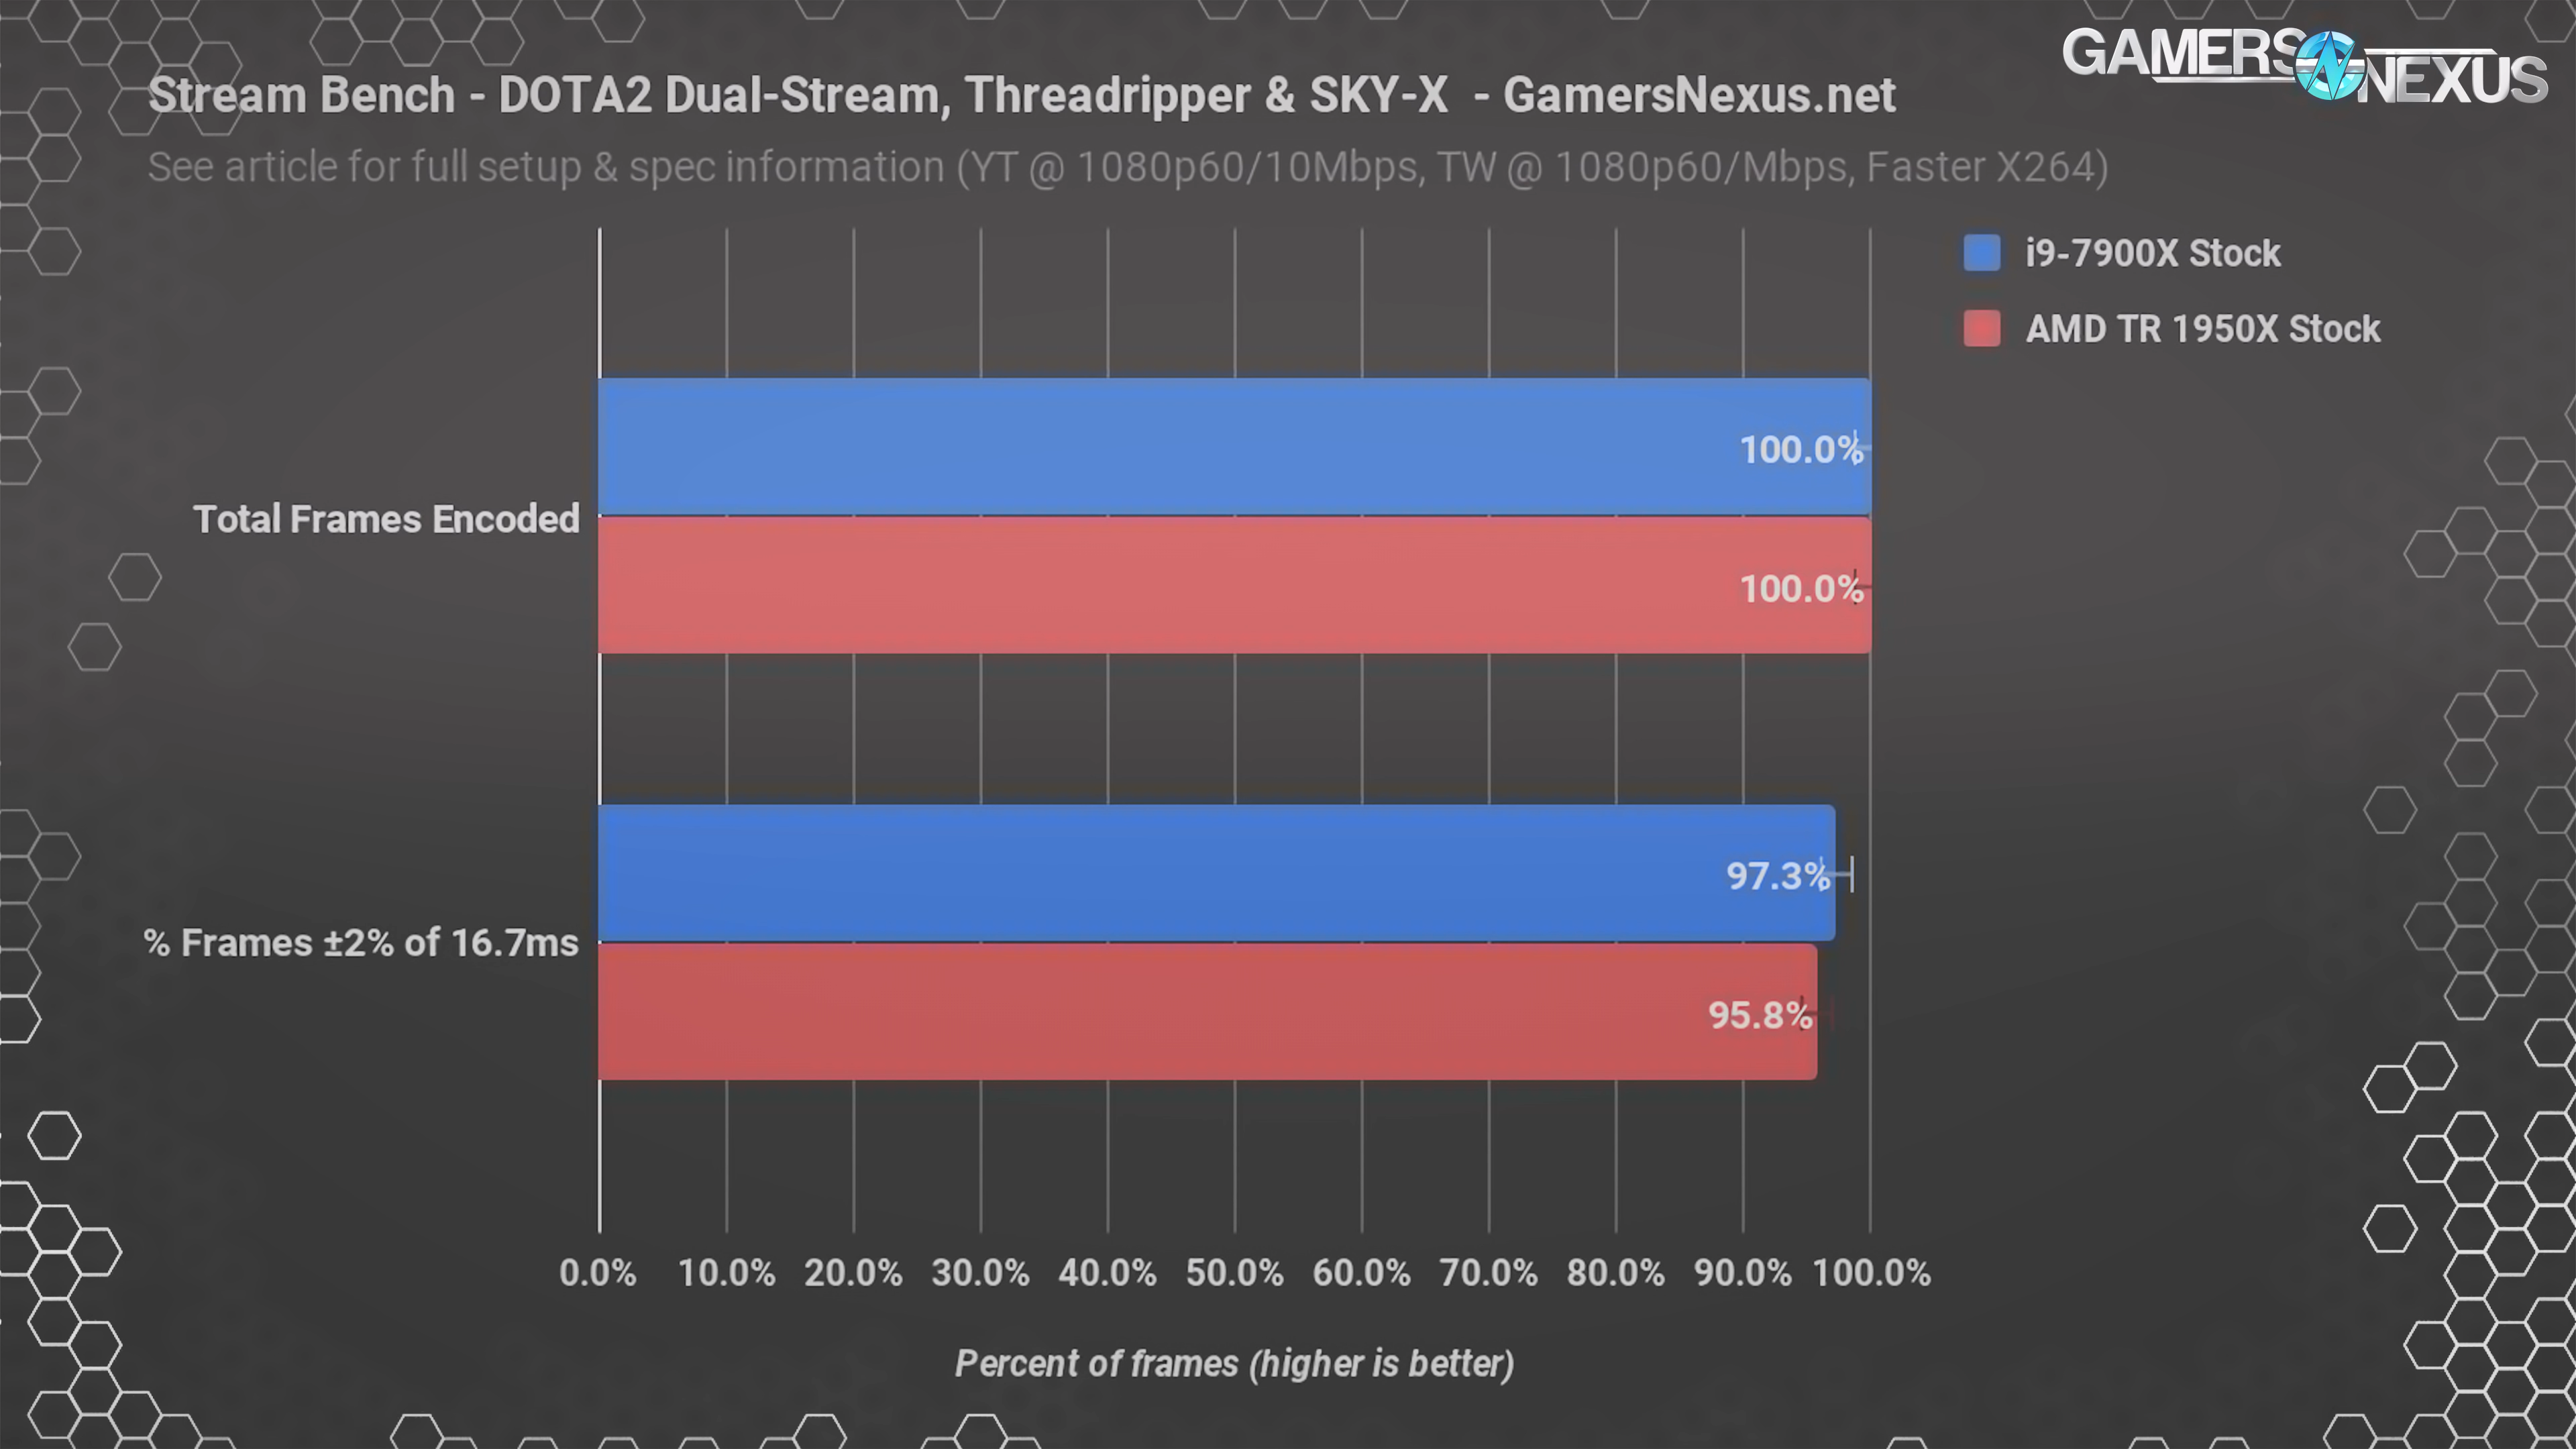 GAMERS NEXUS
Stream Bench - DOTA2 Dual-Stream, Threadripper & SKY-X - GamersNexus.net
See article for full setup & spec information (YT @ 1080p60/10Mbps, TW @ 1080p60/Mbps, Faster X264)
i9-7900X Stock
AMD TR 1950X Stock
Total Frames Encoded
100.0%
100.0%
% Frames ±2% of 16.7ms
97.3%
95.8%
0.0% 10.0% 20.0% 30.0% 40.0% 50.0% 60.0% 70.0% 80.0% 90.0% 100.0%
Percent of frames (higher is better)